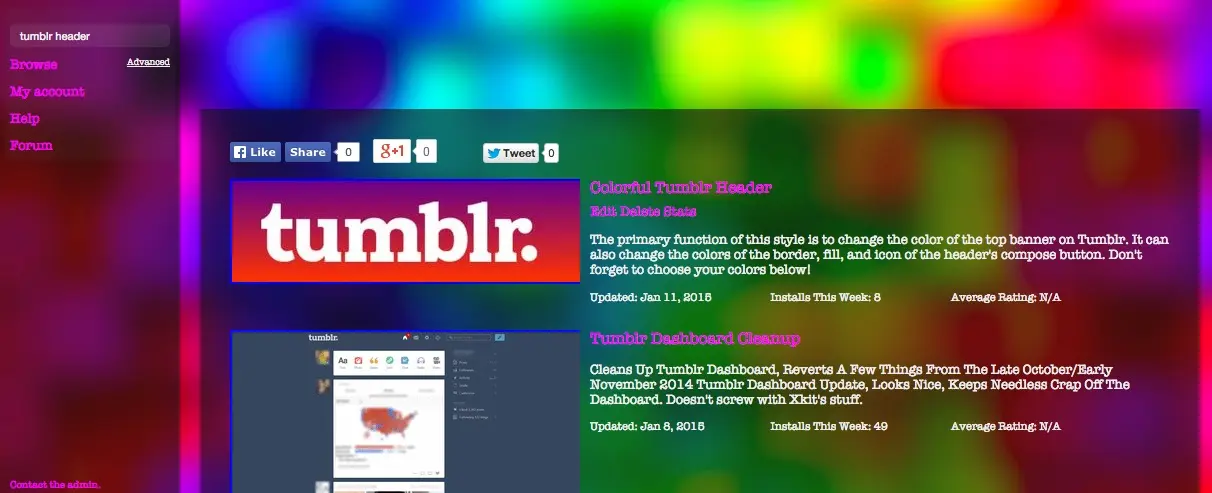 tumblr header
Browse
Advanced
My account
Help
Forum
Like Share 0 g+1 0 Tweet 0
tumblr.
Colorful Tumblr Header
Edit Delete Stats
The primary function of this style is to change the color of the top banner on Tumblr. It can
also change the colors of the border, fill, and icon of the header's compose button. Don't
forget to choose your colors below!
Updated: Jan 11, 2015 Installs This Week: 8 Average Rating: N/A
tumblr.
Aa
Tumblr Dashboard Cleanup
Cleans Up Tumblr Dashboard, Reverts A Few Things From The Late October/Early
November 2014 Tumblr Dashboard Update, Looks Nice, Keeps Needless Crap Off The
Dashboard. Doesn't screw with Xkit's stuff.
Updated: Jan 8, 2015 Installs This Week: 49 Average Rating: N/A
Contact the admin.